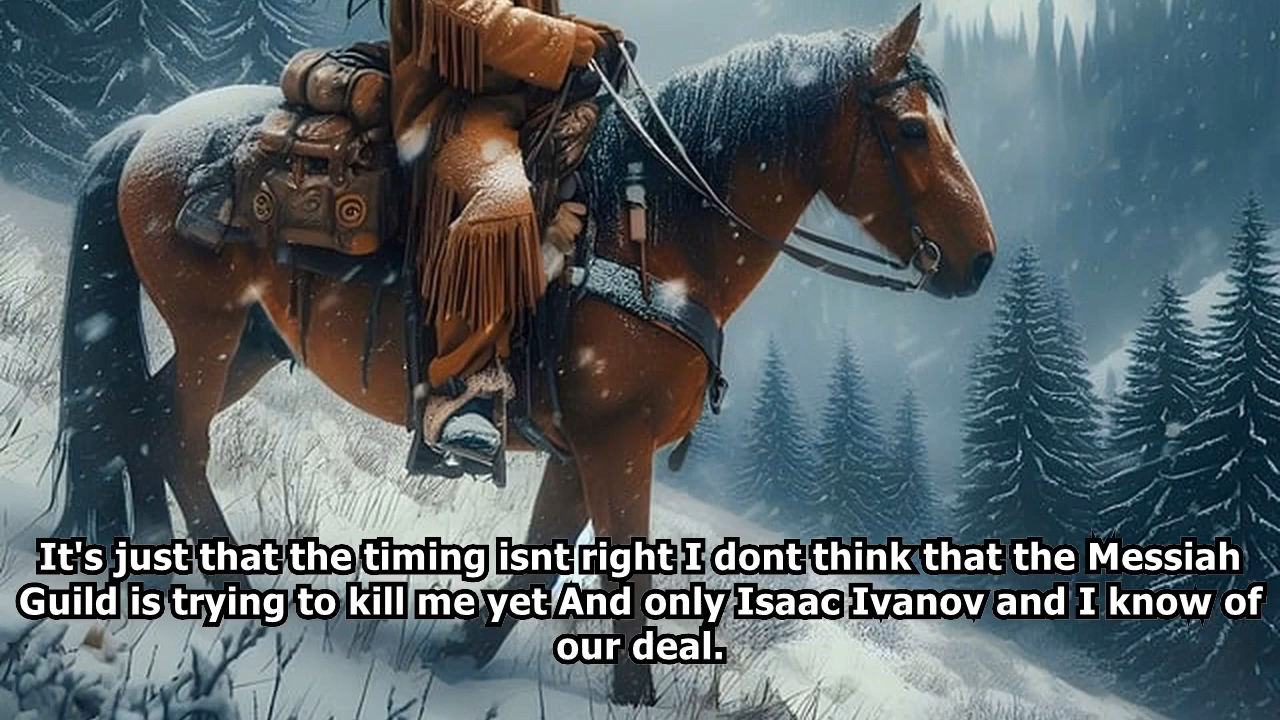 It's just that the timing isnt right I dont think that the Messiah
Guild is trying to kill me yet And only Isaac Ivanov and I know of
our deal.